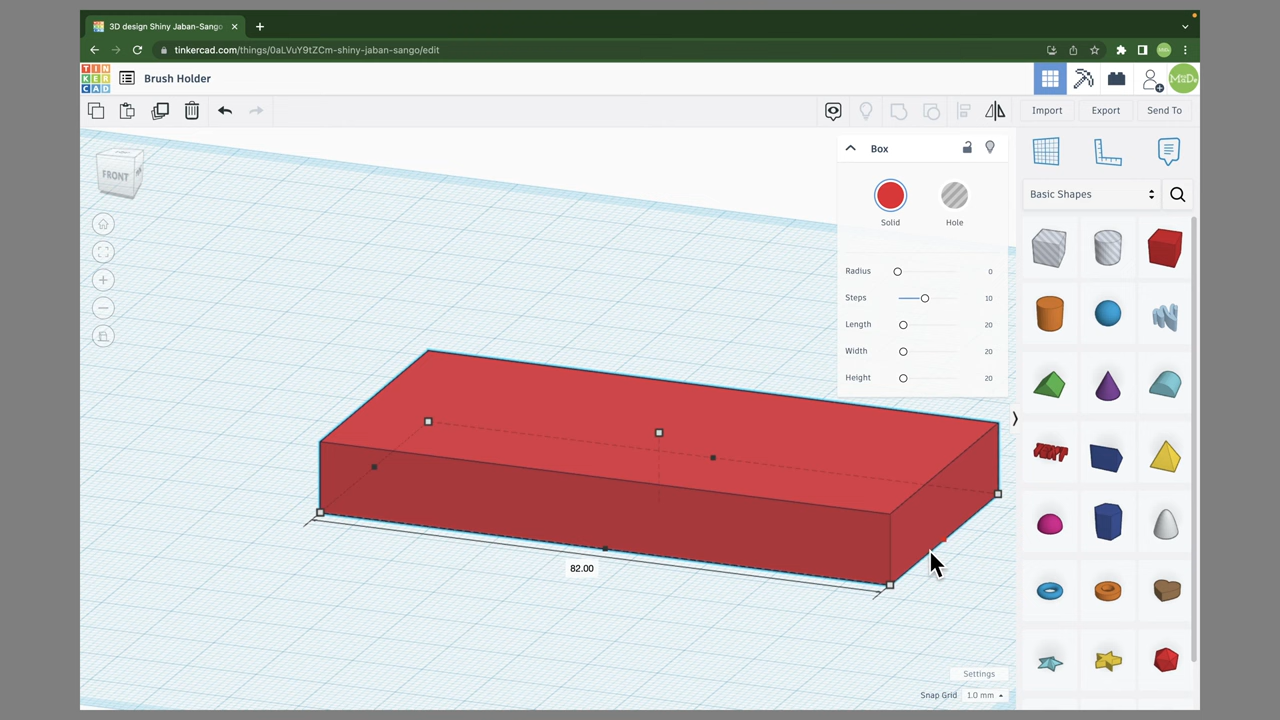 3D design Shiny Jaban-Sango
tinkercad.com/things/0aLVuY9tZCm-shiny-jaban-sango/edit
TIN
KER
CAD
Brush Holder
MaDe
Import
Export
Send To
Box
FRONT
Basic Shapes
Solid
Hole
Radius
0
Steps
10
Length
20
Width
20
Height
20
TEXT
82.00
Settings
Snap Grid
1.0 mm